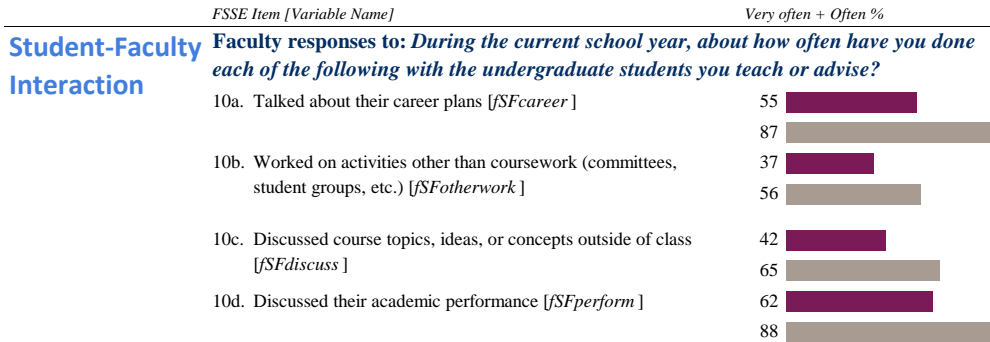 FSSE Item [Variable Name] Very often + Often %
Student-Faculty Interaction
Faculty responses to: During the current school year, about how often have you done
each of the following with the undergraduate students you teach or advise?
10a. Talked about their career plans [fSFcareer ] 55
87
10b. Worked on activities other than coursework (committees, 37
student groups, etc.) [fSFotherwork ] 56
10c. Discussed course topics, ideas, or concepts outside of class 42
[fSFdiscuss ] 65
10d. Discussed their academic performance [fSFperform ] 62
88